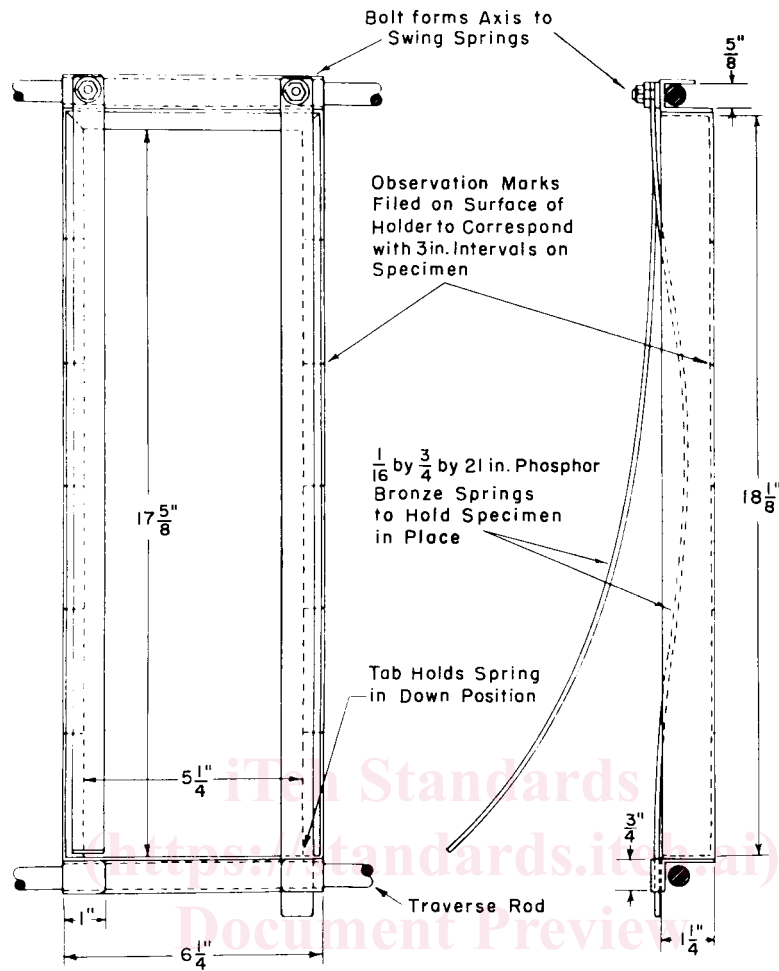 Bolt forms Axis to
Swing Springs
5/8"
Observation Marks
Filed on Surface of
Holder to Correspond
with 3in. Intervals on
Specimen
1/16 by 3/4 by 21 in. Phosphor
Bronze Springs
to Hold Specimen
in Place
17 5/8"
18 1/8"
Tab Holds Spring
in Down Position
5 1/4"
iTeh Standards
3/4"
(https://standards.iteh.ai)
Traverse Rod
1"
Document Preview
1 1/4"
6 1/4"